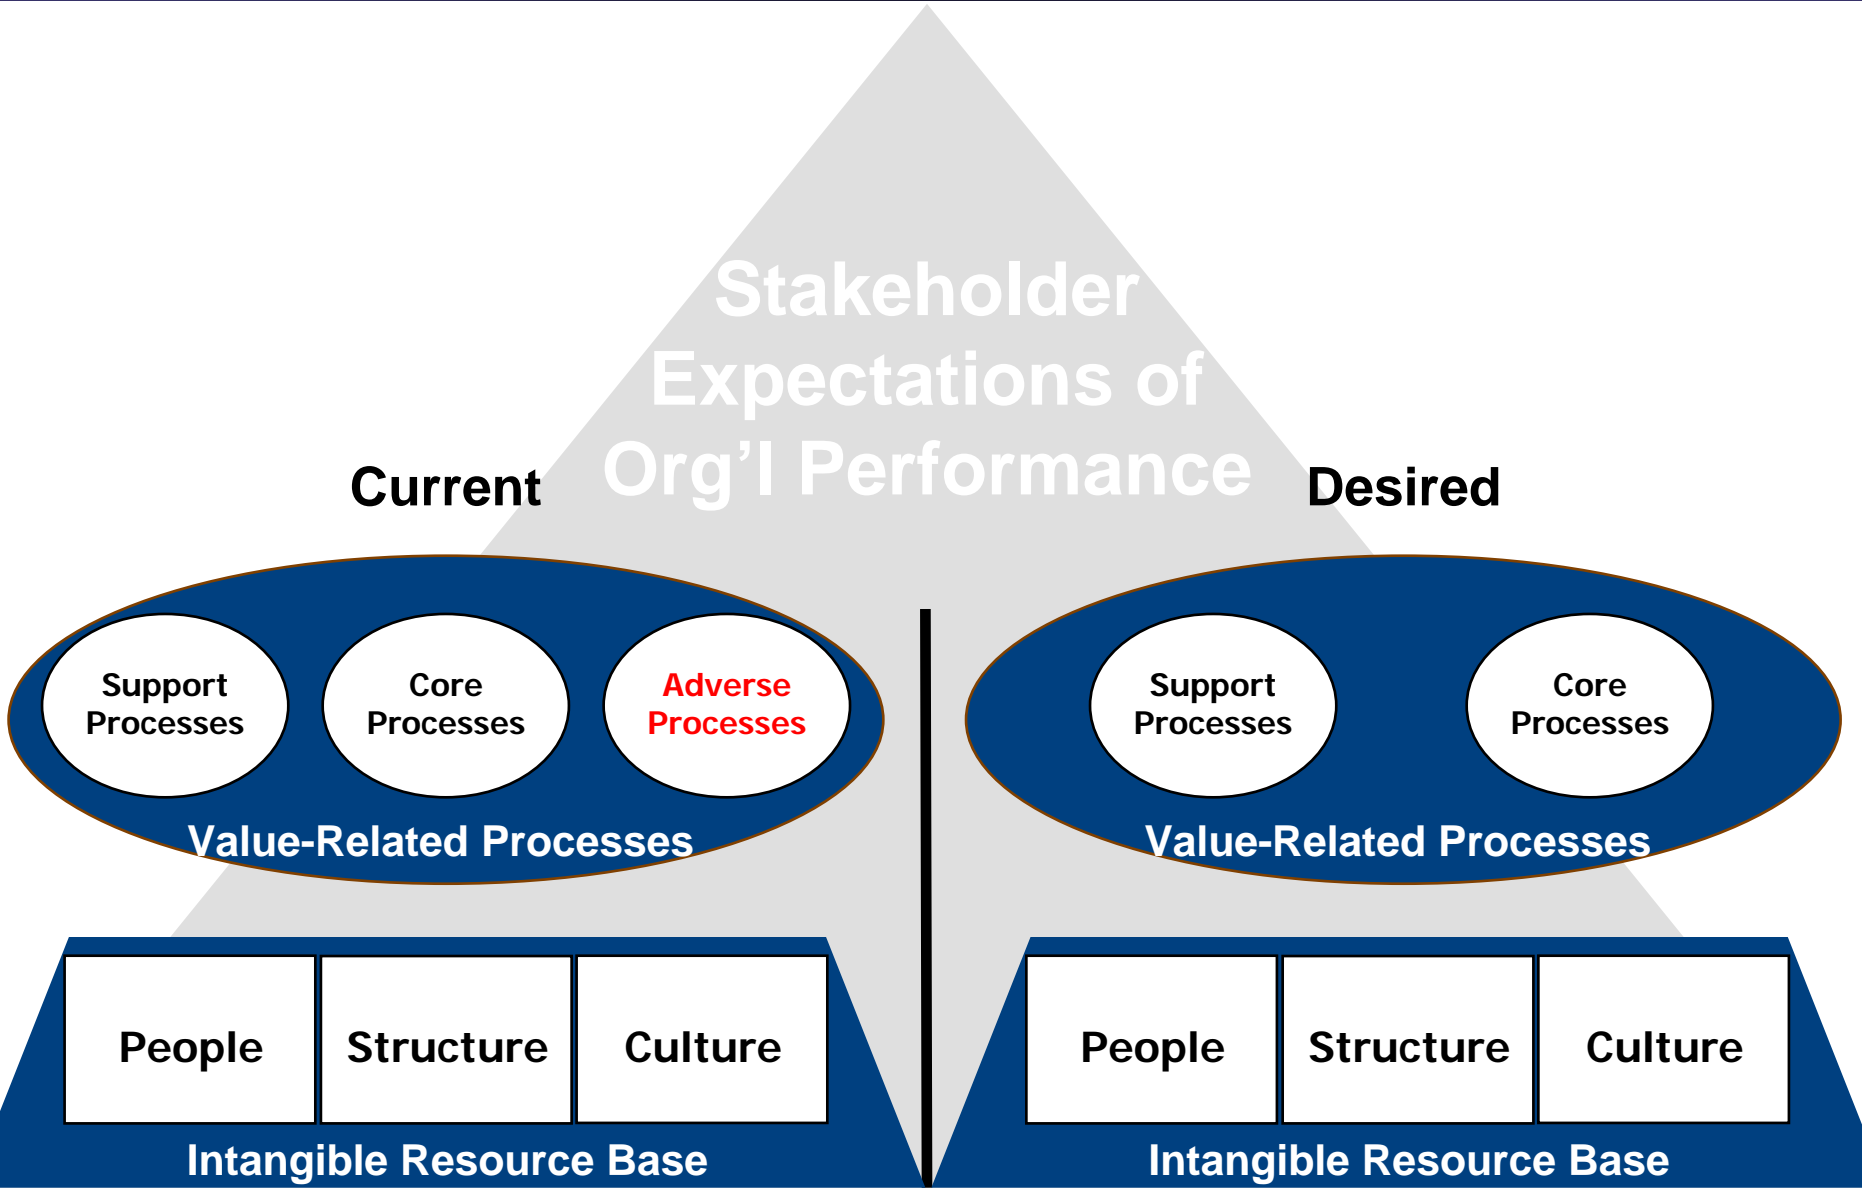 Stakeholder
Expectations of
Org’l Performance
Current
Desired
Support
Processes
Core
Processes
Adverse
Processes
Value-Related Processes
Support
Processes
Core
Processes
Value-Related Processes
People
Structure
Culture
Intangible Resource Base
People
Structure
Culture
Intangible Resource Base